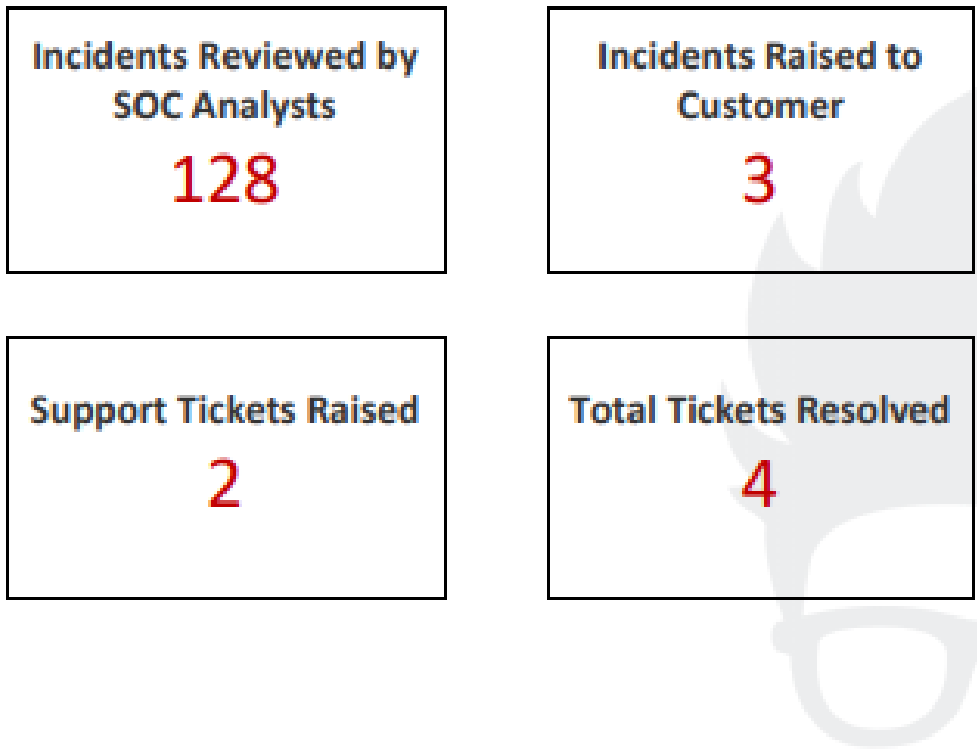 Incidents Reviewed by
SOC Analysts
128
Incidents Raised to
Customer
3
Support Tickets Raised
2
Total Tickets Resolved
4